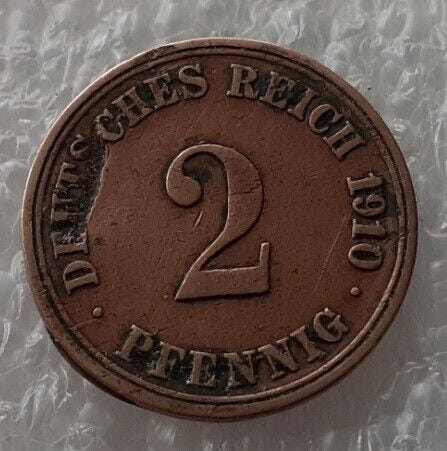 DEUTSCHES REICH 1910
2
PFENNIG